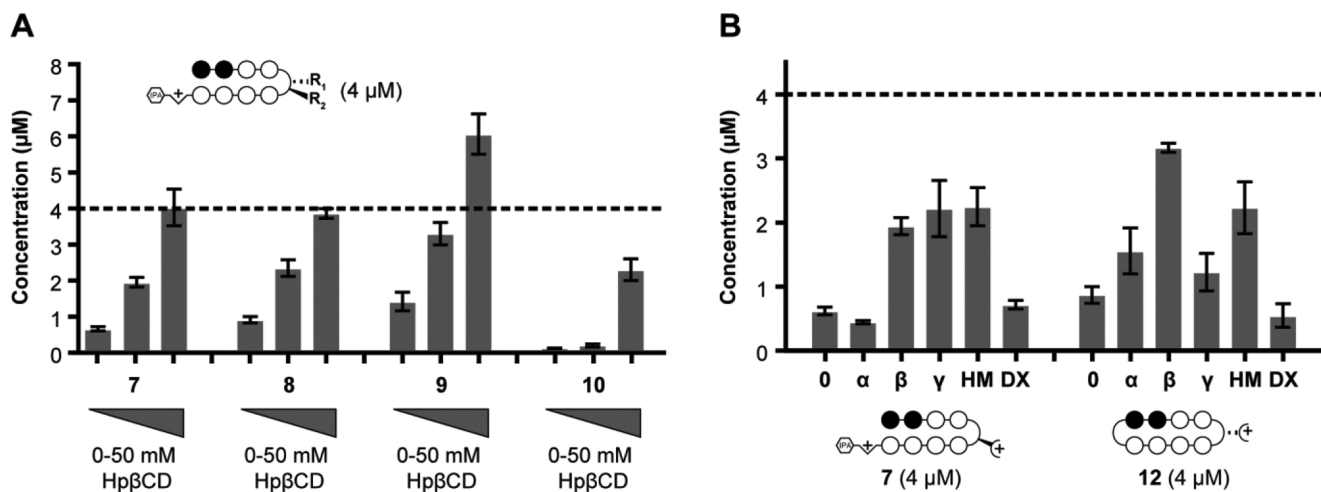 A
Concentration (µM)
8
7
6
5
4
3
2
1
0
IPA
+
R1
R2
(4 µM)
7
8
9
10
0-50 mM
HpβCD
0-50 mM
HpβCD
0-50 mM
HpβCD
0-50 mM
HpβCD
B
Concentration (µM)
4
3
2
1
0
0 α β γ HM DX
0 α β γ HM DX
IPA
+
+
+
7 (4 µM)
12 (4 µM)